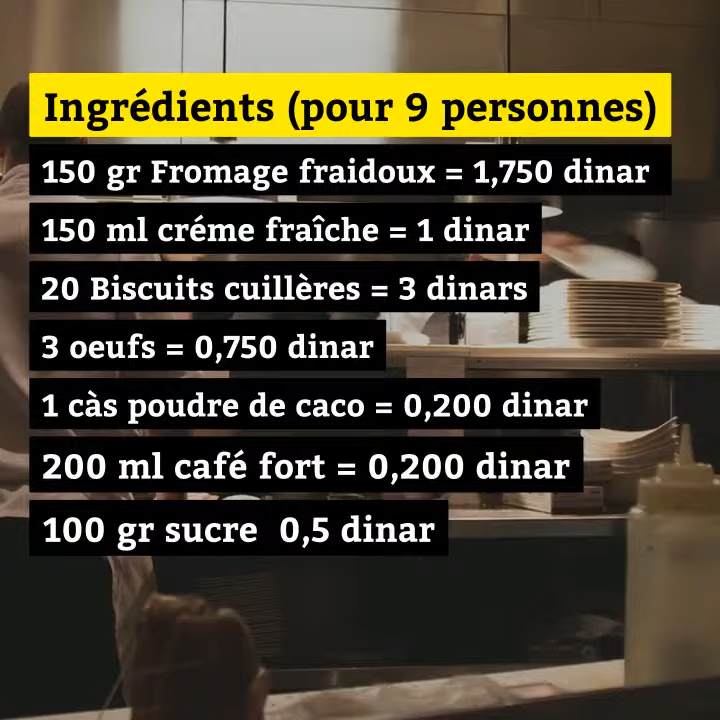 Ingrédients (pour 9 personnes)
150 gr Fromage fraidoux = 1,750 dinar
150 ml créme fraîche = 1 dinar
20 Biscuits cuillères = 3 dinars
3 oeufs = 0,750 dinar
1 càs poudre de caco = 0,200 dinar
200 ml café fort = 0,200 dinar
100 gr sucre  0,5 dinar